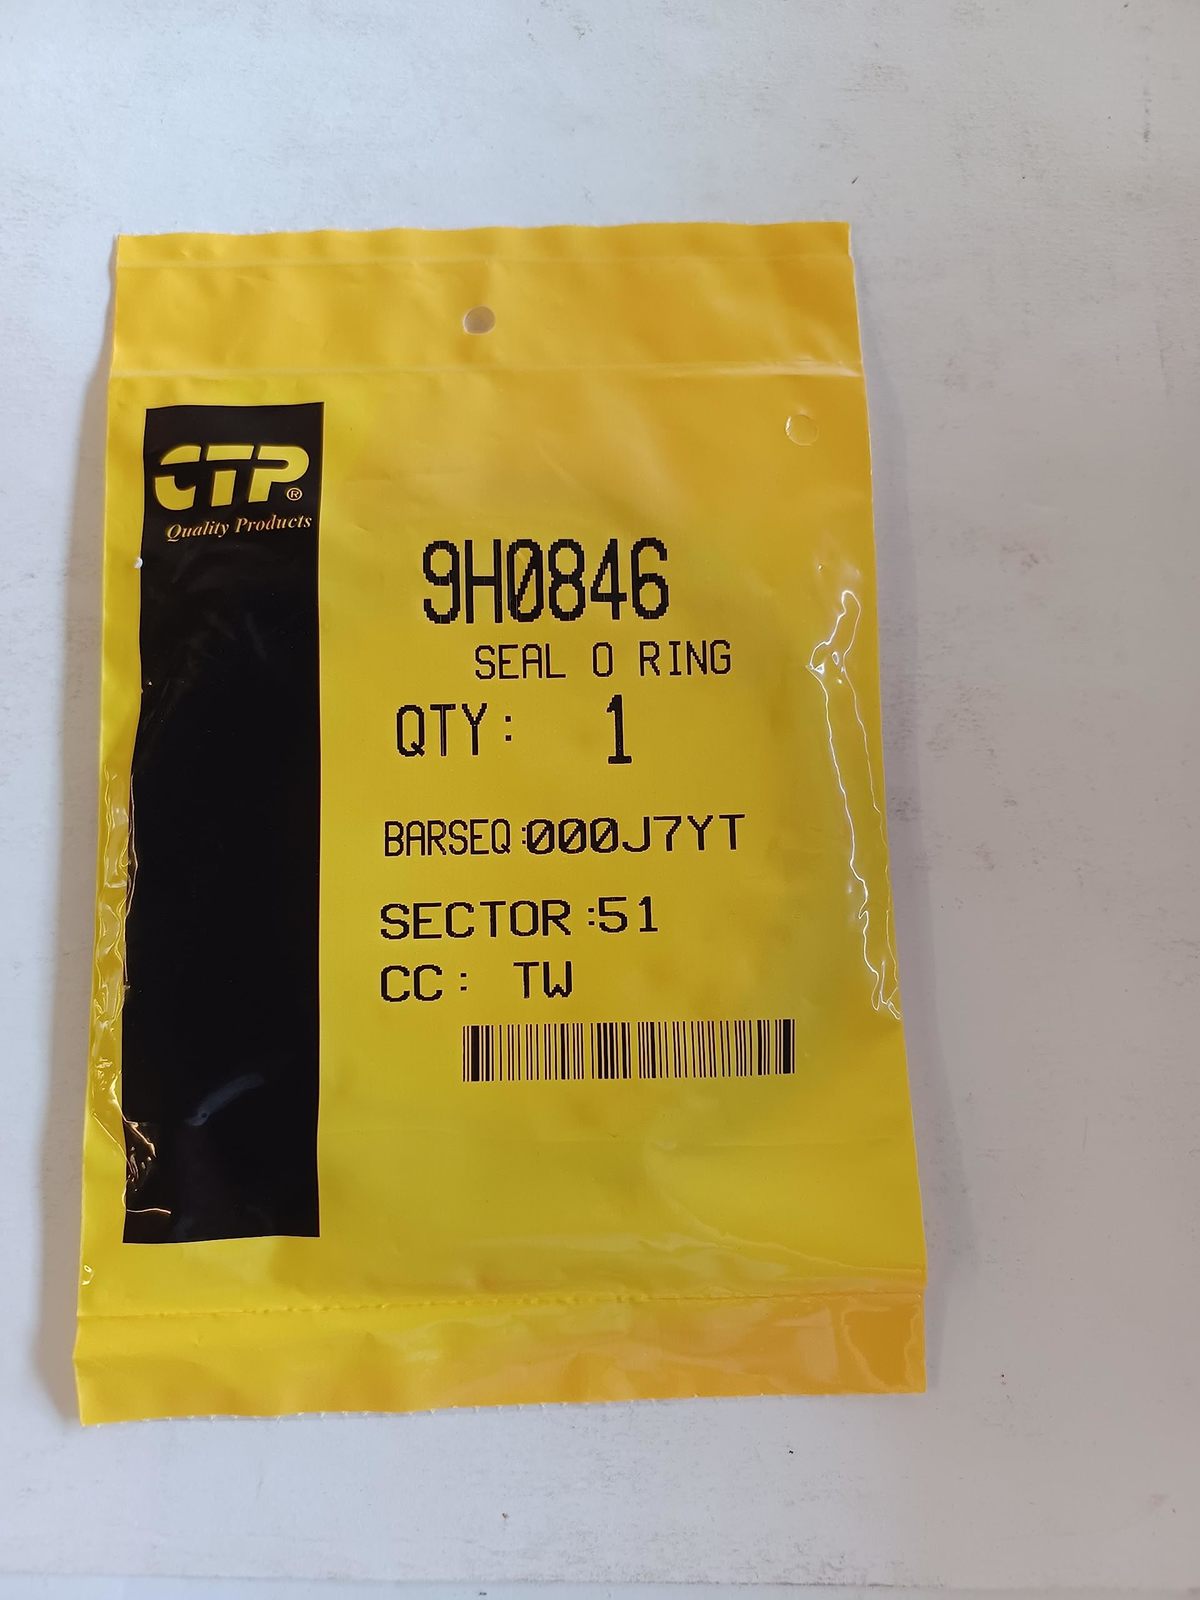 CTP®
Quality Products
9H0846
SEAL O RING
QTY: 1
BARSEQ:000J7YT
SECTOR:51
CC: TW